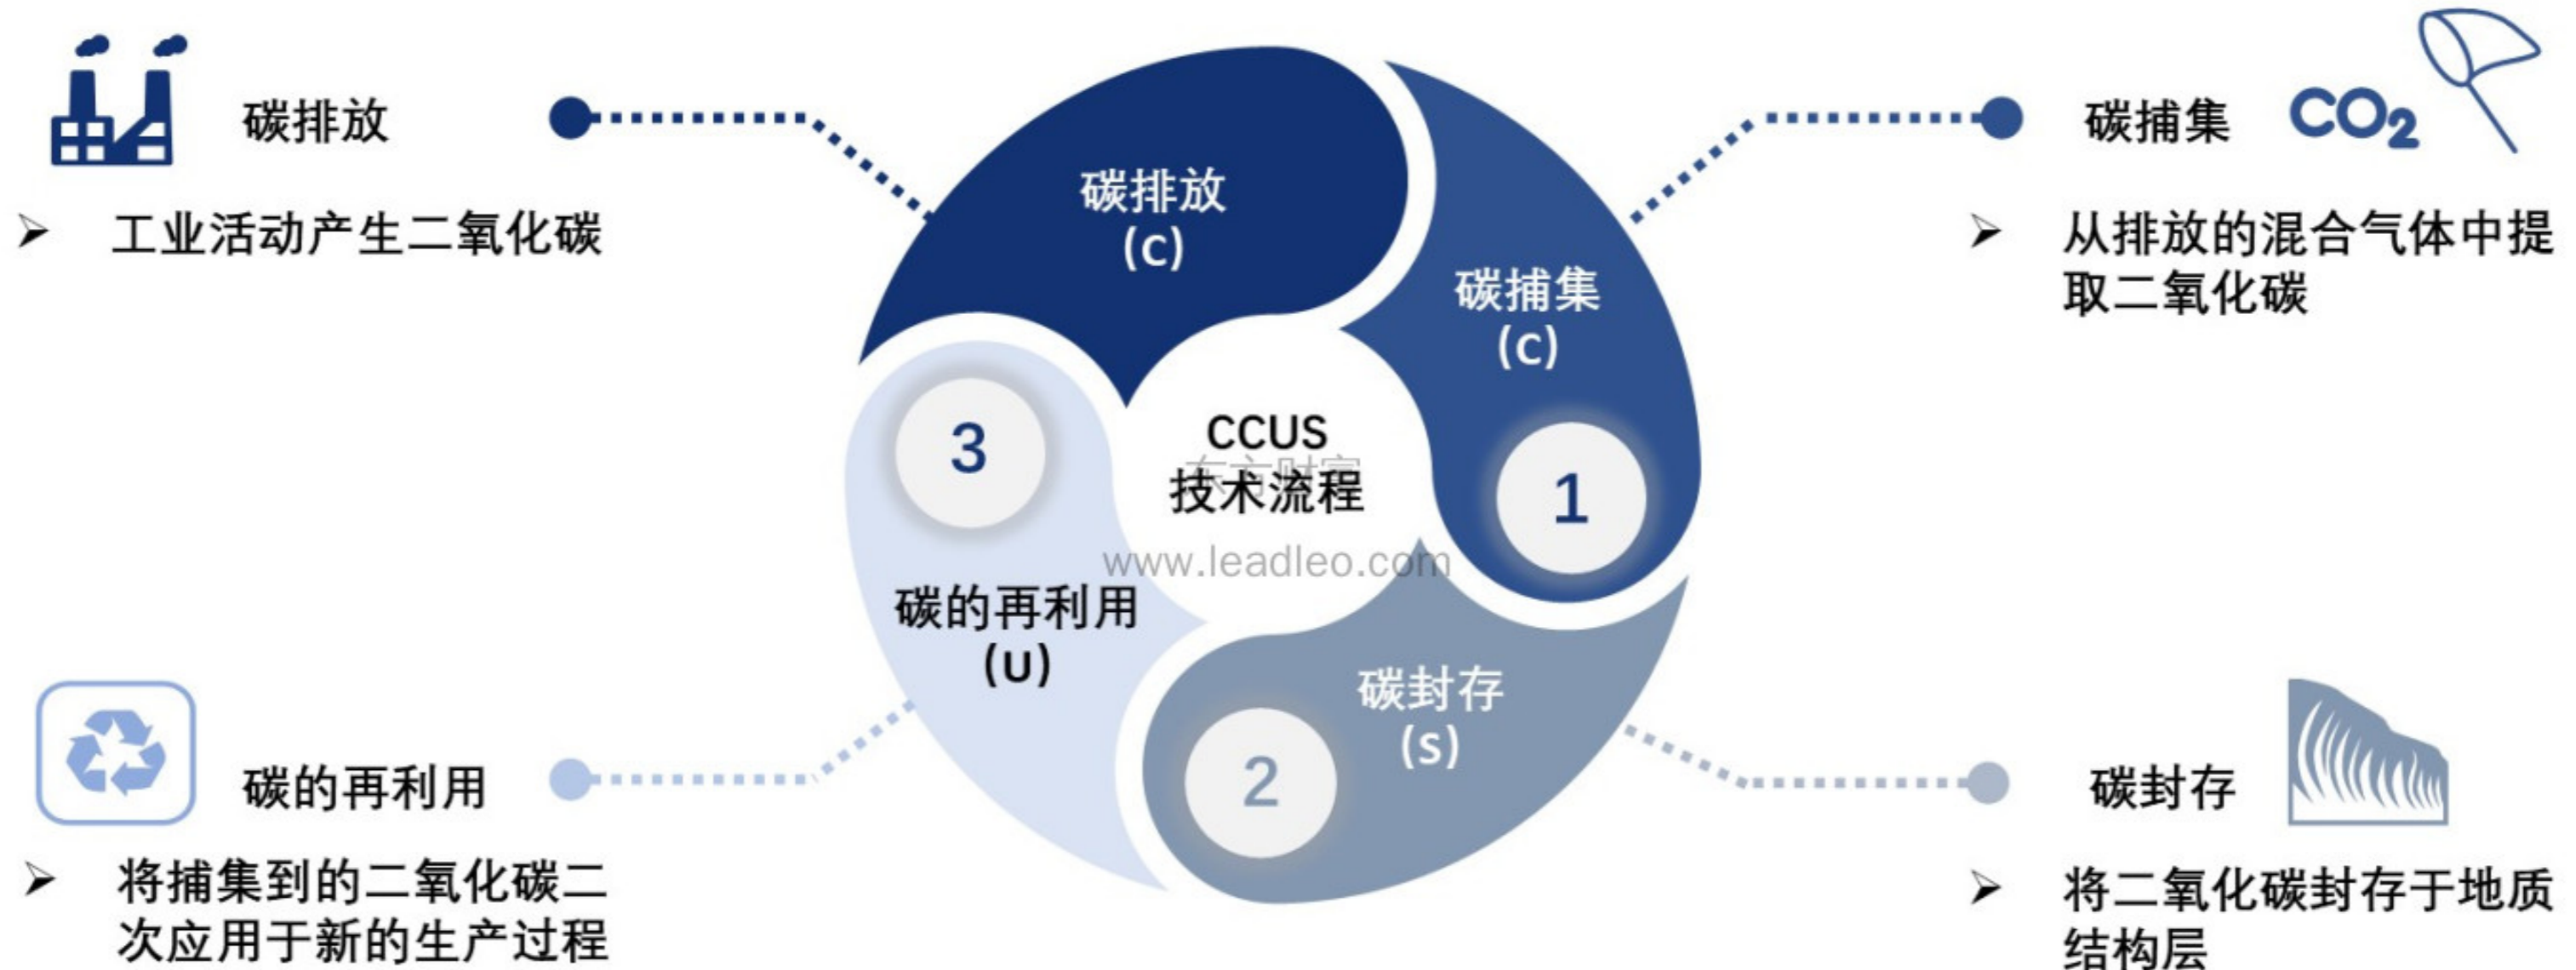 碳排放
工业活动产生二氧化碳
碳排放
(C)
碳捕集
CO2
从排放的混合气体中提
取二氧化碳
碳捕集
(C)
1
3
CCUS
技术流程
东方财富
www.leadleo.com
碳的再利用
(U)
碳封存
(S)
2
碳的再利用
将捕集到的二氧化碳二
次应用于新的生产过程
碳封存
将二氧化碳封存于地质
结构层